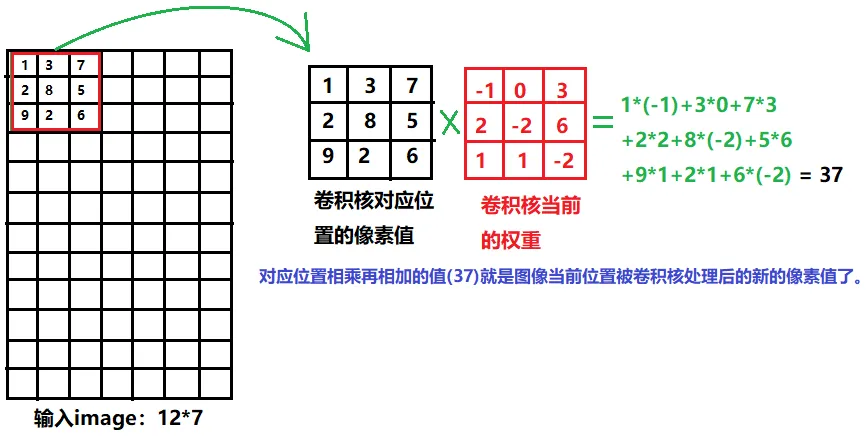 1 3 7
2 8 5
9 2 6
输入image：12*7
1 3 7
2 8 5
9 2 6
卷积核对应位
置的像素值
×
-1 0 3
2 -2 6
1 1 -2
卷积核当前
的权重
=
1*(-1)+3*0+7*3
+2*2+8*(-2)+5*6
+9*1+2*1+6*(-2) = 37
对应位置相乘再相加的值(37)就是图像当前位置被卷积核处理后的新的像素值了。